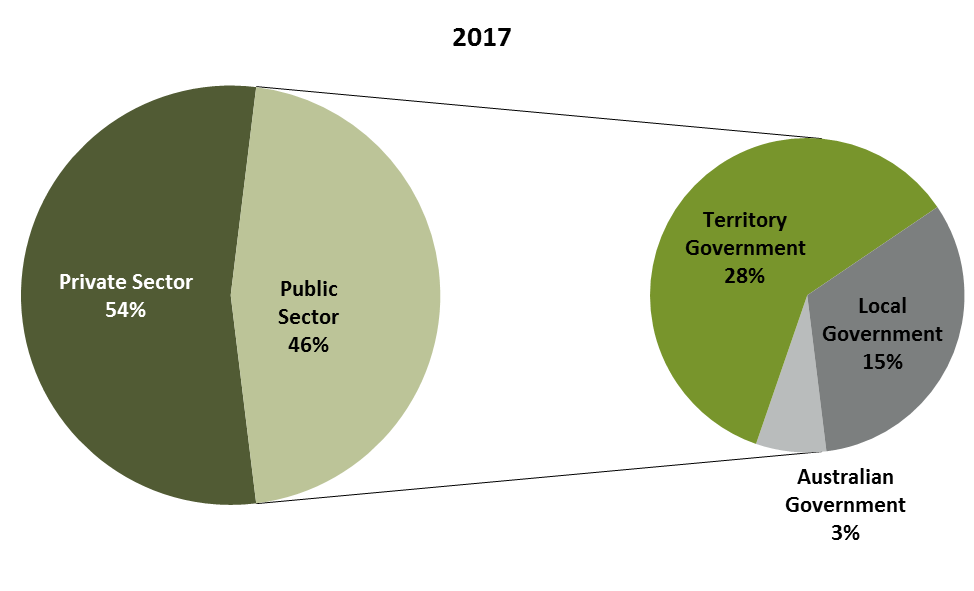 2017
Private Sector
54%
Public
Sector
46%
Territory
Government
28%
Local
Government
15%
Australian
Government
3%